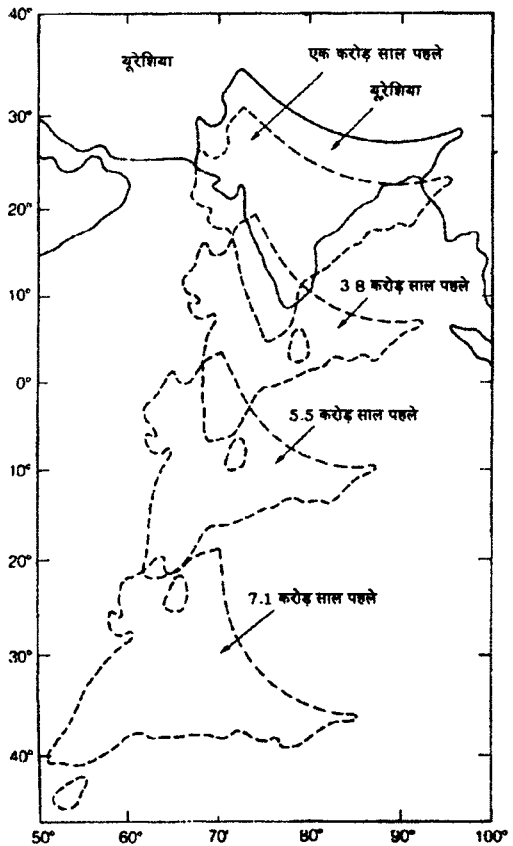 40°
यूरेशिया
एक करोड़ साल पहले
यूरेशिया
30°
20°
10°
3 8 करोड़ साल पहले
0°
5.5 करोड़ साल पहले
10°
20°
7.1 करोड़ साल पहले
30°
40°
50° 60° 70° 80° 90° 100°